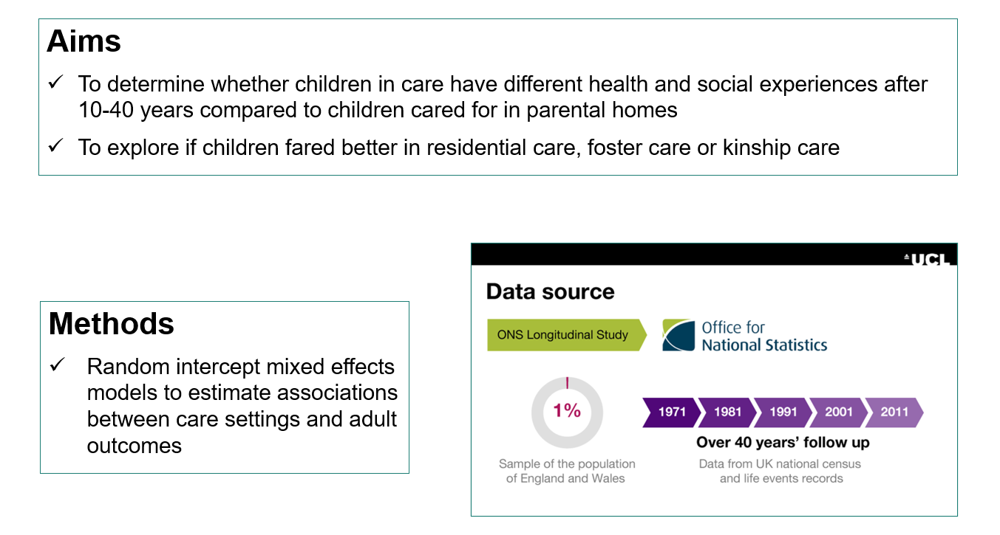 Aims
✓ To determine whether children in care have different health and social experiences after
10-40 years compared to children cared for in parental homes
✓ To explore if children fared better in residential care, foster care or kinship care
Methods
✓ Random intercept mixed effects
models to estimate associations
between care settings and adult
outcomes
UCL
Data source
ONS Longitudinal Study
Office for
National Statistics
1%
Sample of the population
of England and Wales
1971 1981 1991 2001 2011
Over 40 years’ follow up
Data from UK national census
and life events records